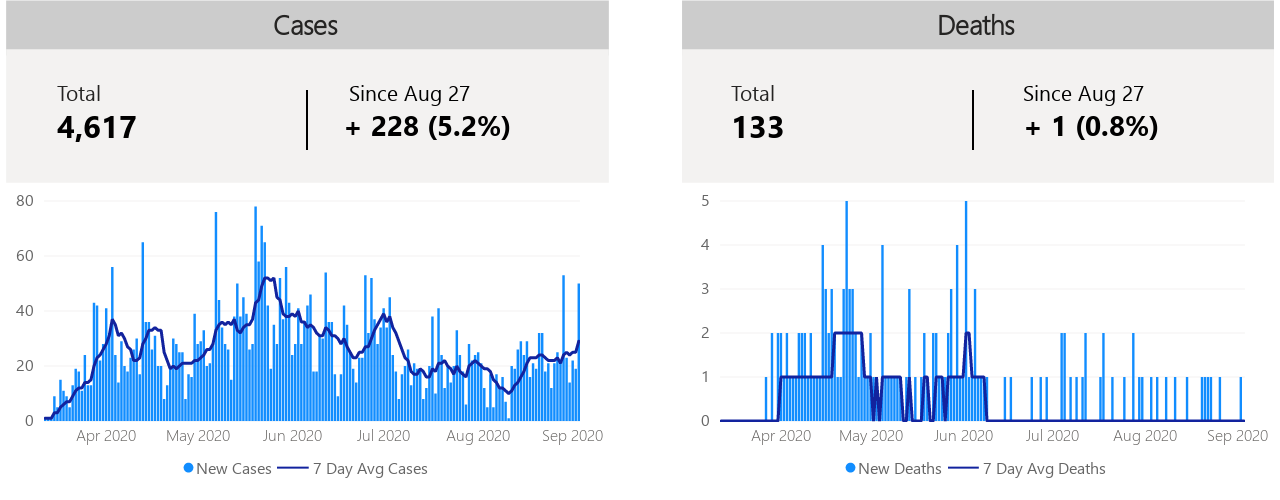 Cases
Total
4,617
Since Aug 27
+ 228 (5.2%)
80
60
40
20
0
Apr 2020 May 2020 Jun 2020 Jul 2020 Aug 2020 Sep 2020
New Cases 7 Day Avg Cases
Deaths
Total
133
Since Aug 27
+ 1 (0.8%)
5
4
3
2
1
0
Apr 2020 May 2020 Jun 2020 Jul 2020 Aug 2020 Sep 2020
New Deaths 7 Day Avg Deaths